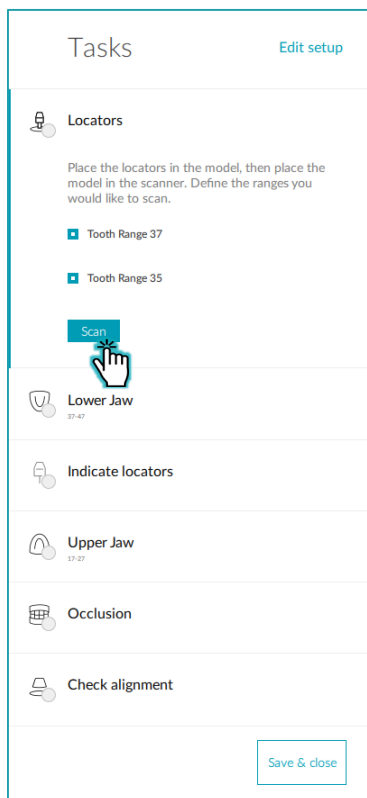 Tasks
Edit setup
Locators
Place the locators in the model, then place the
model in the scanner. Define the ranges you
would like to scan.
Tooth Range 37
Tooth Range 35
Scan
Lower Jaw
37-47
Indicate locators
Upper Jaw
17-27
Occlusion
Check alignment
Save & close